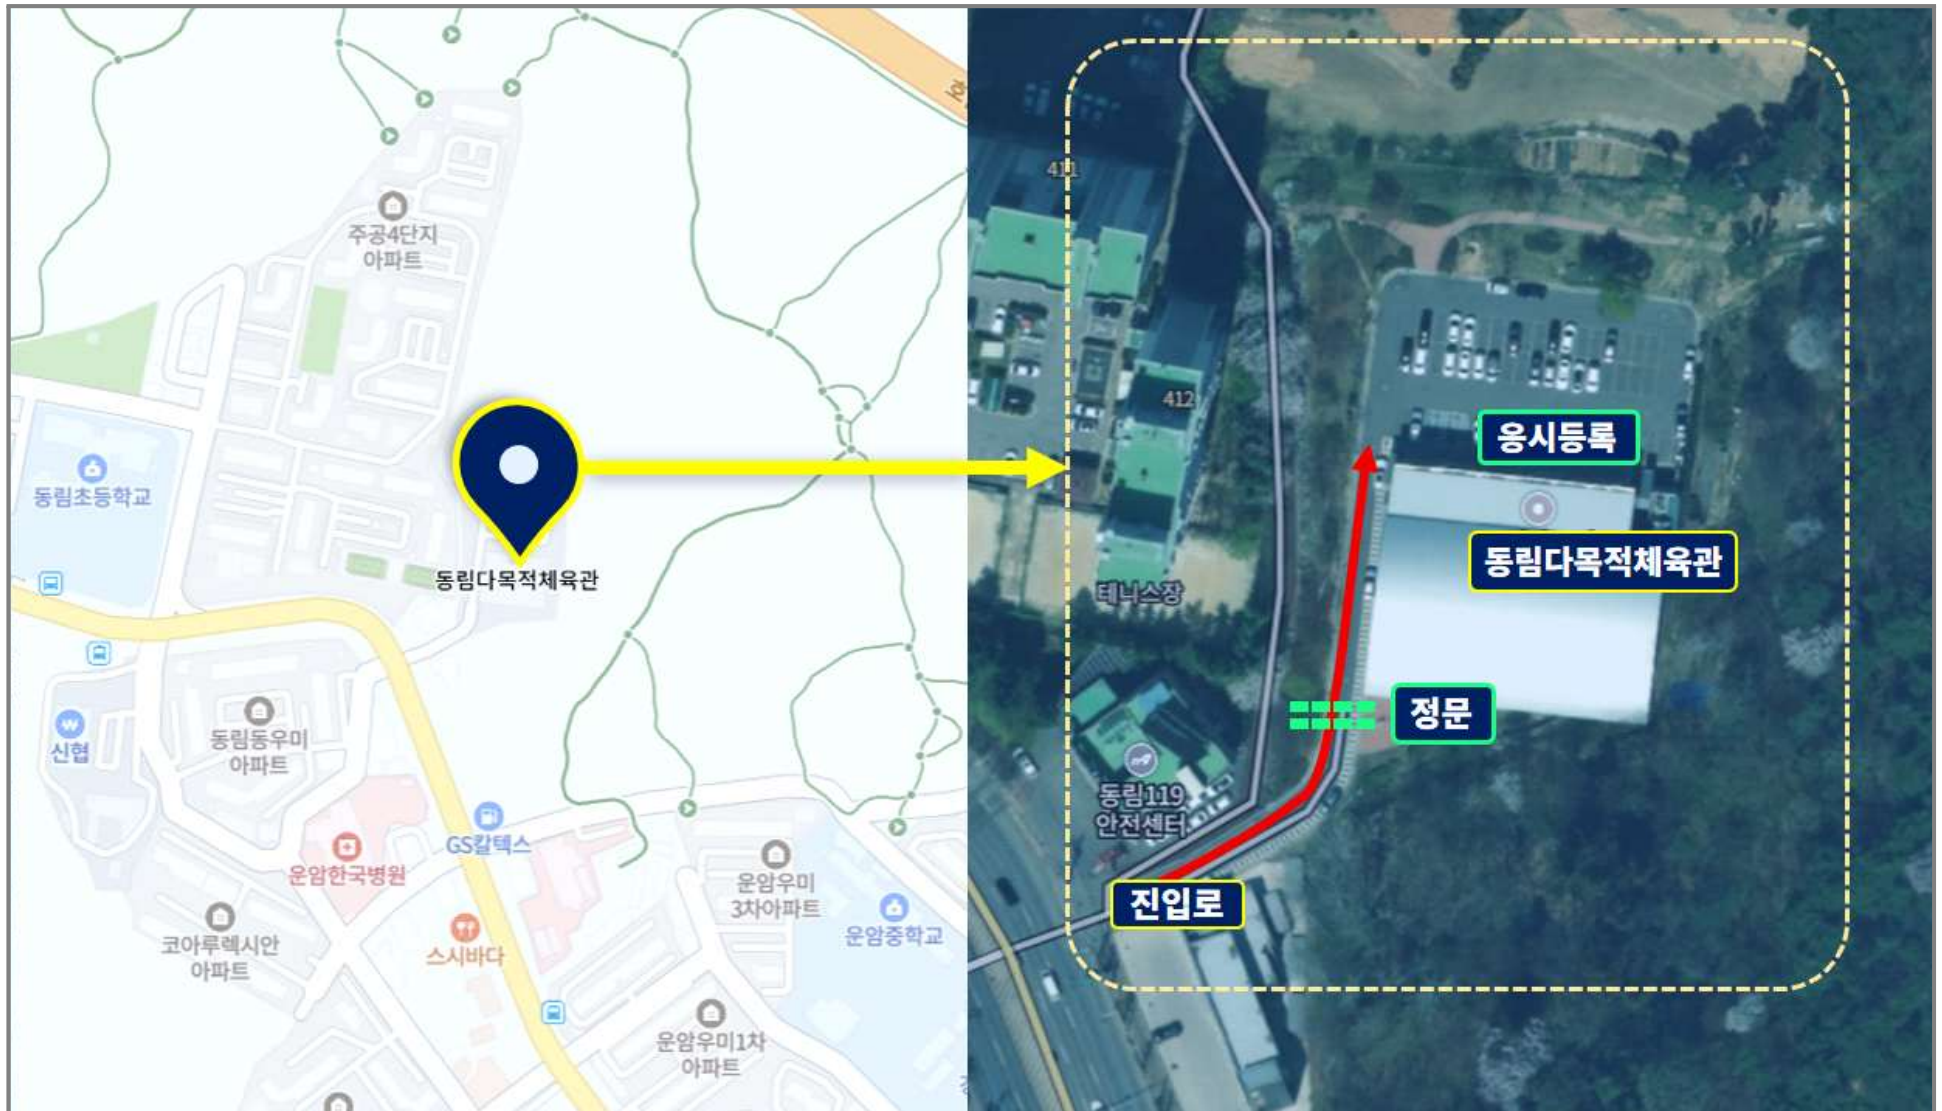 호
주공4단지
아파트
동림초등학교
동림다목적체육관
신협
동림동우미
아파트
GS칼텍스
운암한국병원
운암우미
3차아파트
코아루렉시안
아파트
스시바다
운암중학교
운암우미1차
아파트
411
412
응시등록
동림다목적체육관
테니스장
정문
동림119
안전센터
진입로